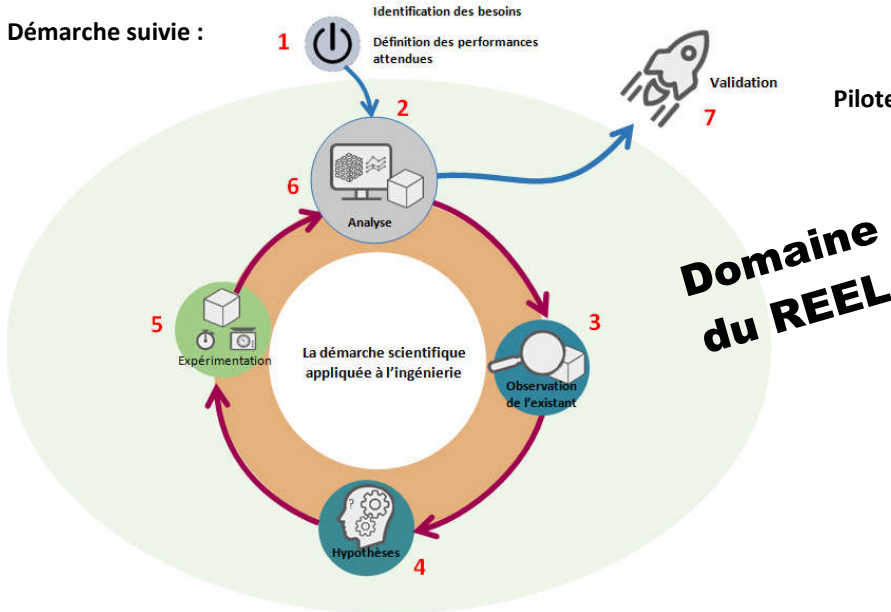 Démarche suivie :
1
Identification des besoins
Définition des performances
attendues
2
Validation
7
Pilote
6
Analyse
Domaine
du REEL
5
Expérimentation
La démarche scientifique
appliquée à l'ingénierie
3
Observation
de l'existant
?
Hypothèses
4